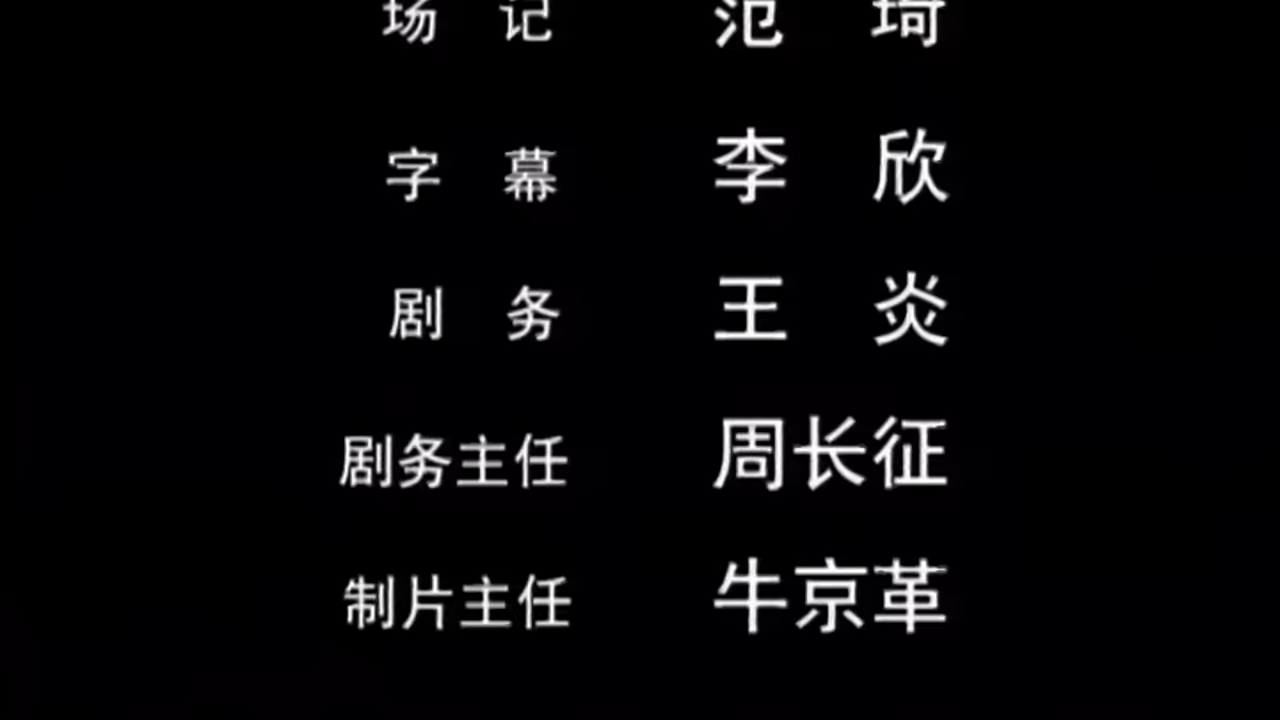 场 记 范 琦
字 幕 李 欣
剧 务 王 炎
剧务主任 周长征
制片主任 牛京革